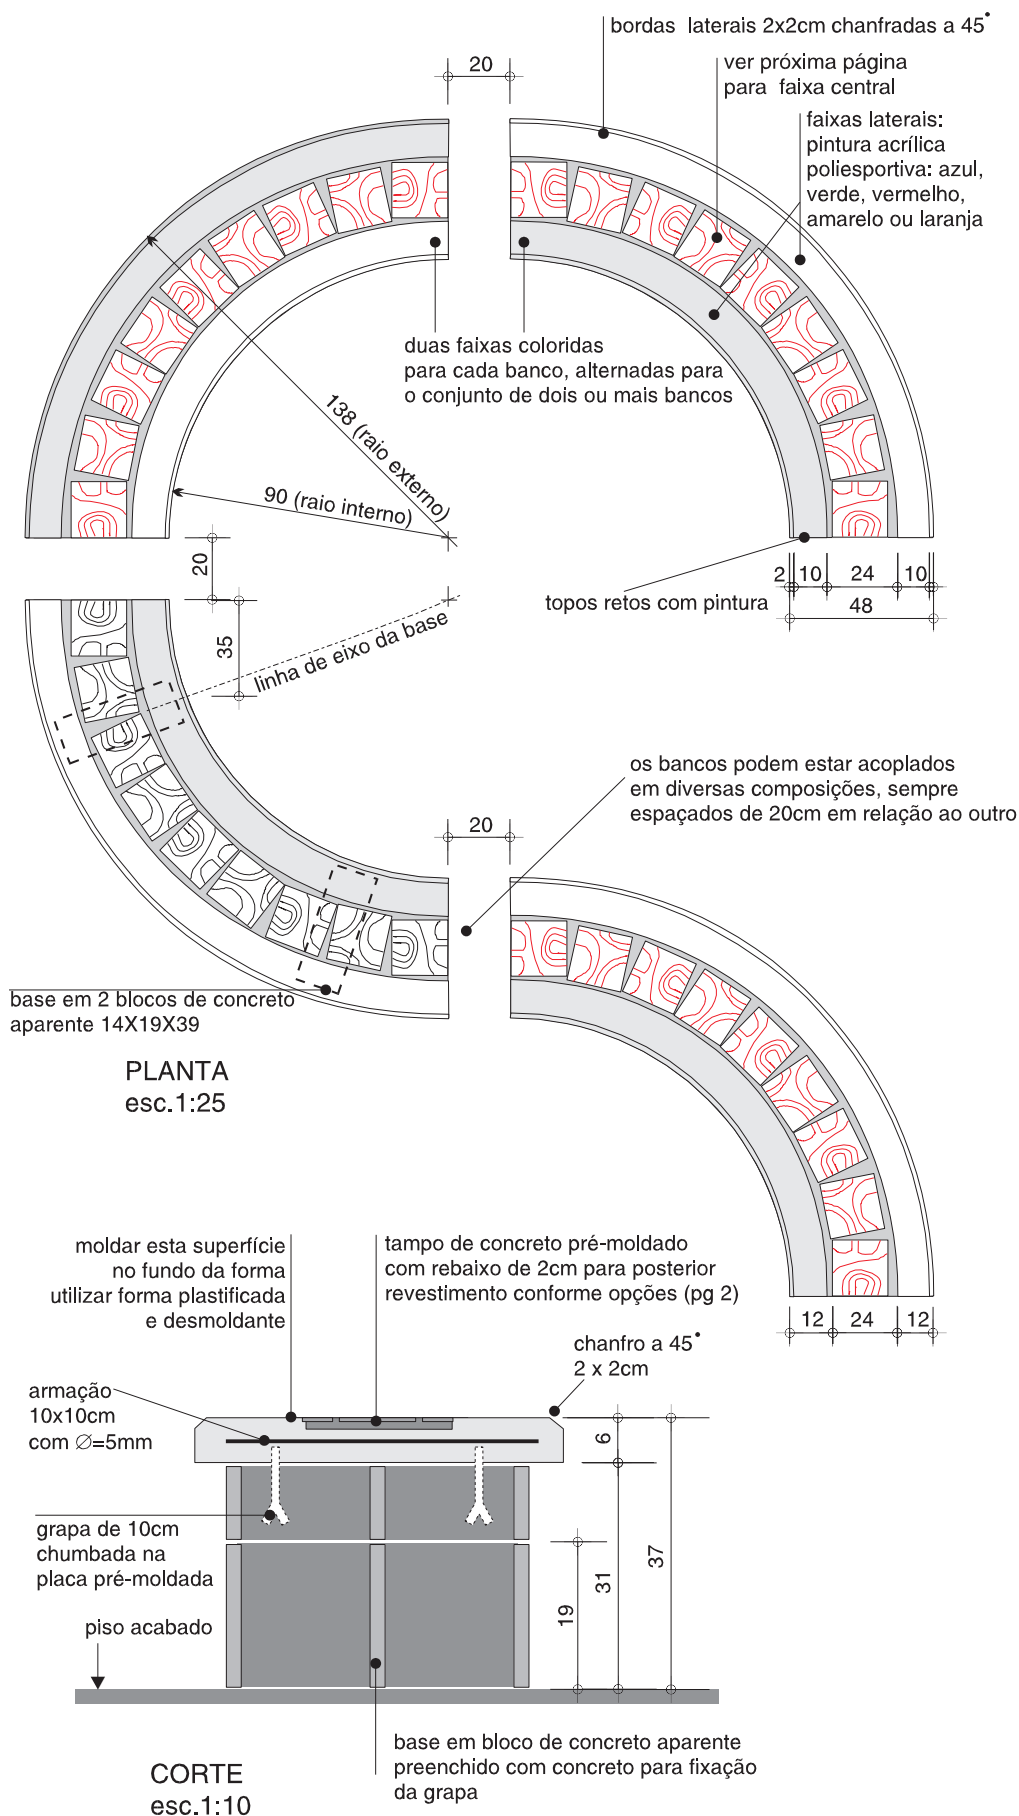 bordas laterais 2x2cm chanfradas a 45°
20
ver próxima página
para faixa central
faixas laterais:
pintura acrílica
poliesportiva: azul,
verde, vermelho,
amarelo ou laranja
duas faixas coloridas
para cada banco, alternadas para
o conjunto de dois ou mais bancos
138 (raio externo)
90 (raio interno)
20
35
linha de eixo da base
topos retos com pintura
2
10
24
10
48
os bancos podem estar acoplados
em diversas composições, sempre
espaçados de 20cm em relação ao outro
20
base em 2 blocos de concreto
aparente 14X19X39
PLANTA
esc.1:25
12
24
12
moldar esta superfície
no fundo da forma
utilizar forma plastificada
e desmoldante
tampo de concreto pré-moldado
com rebaixo de 2cm para posterior
revestimento conforme opções (pg 2)
chanfro a 45°
2 x 2cm
armação
10x10cm
com ∅=5mm
6
37
31
19
grapa de 10cm
chumbada na
placa pré-moldada
piso acabado
base em bloco de concreto aparente
preenchido com concreto para fixação
da grapa
CORTE
esc.1:10